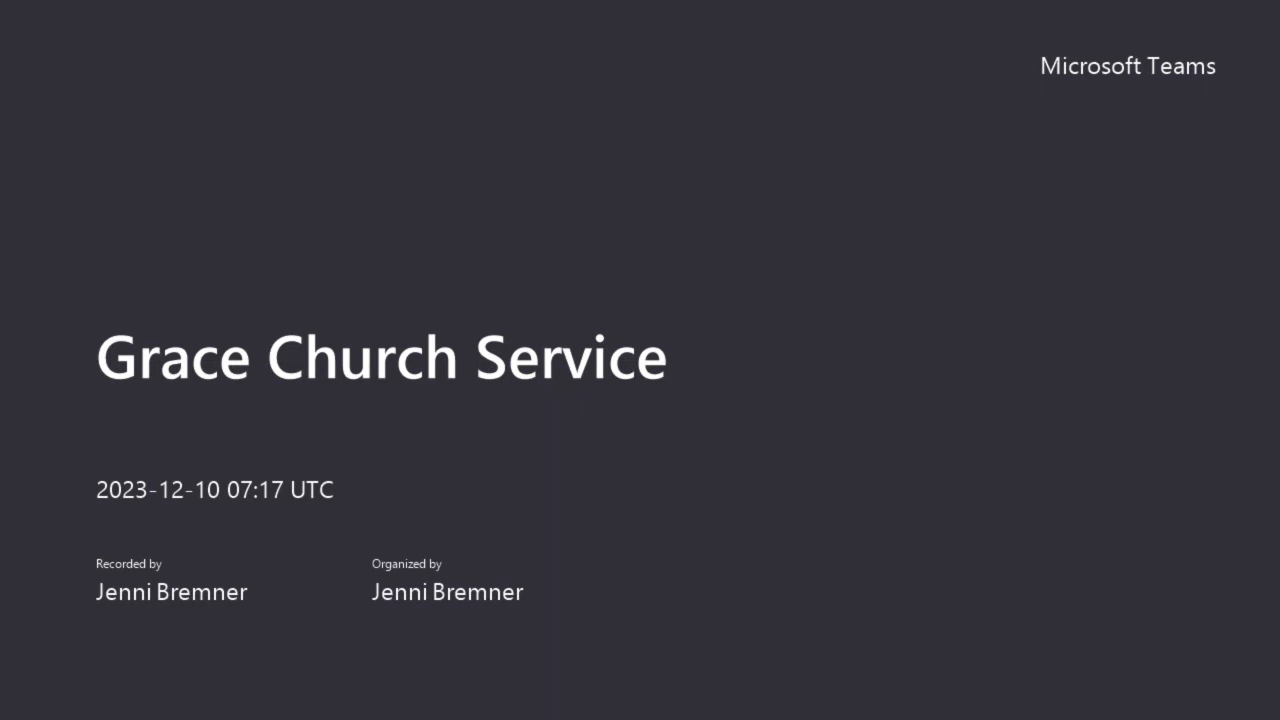 Microsoft Teams
Grace Church Service
2023-12-10 07:17 UTC
Recorded by
Jenni Bremner
Organized by
Jenni Bremner